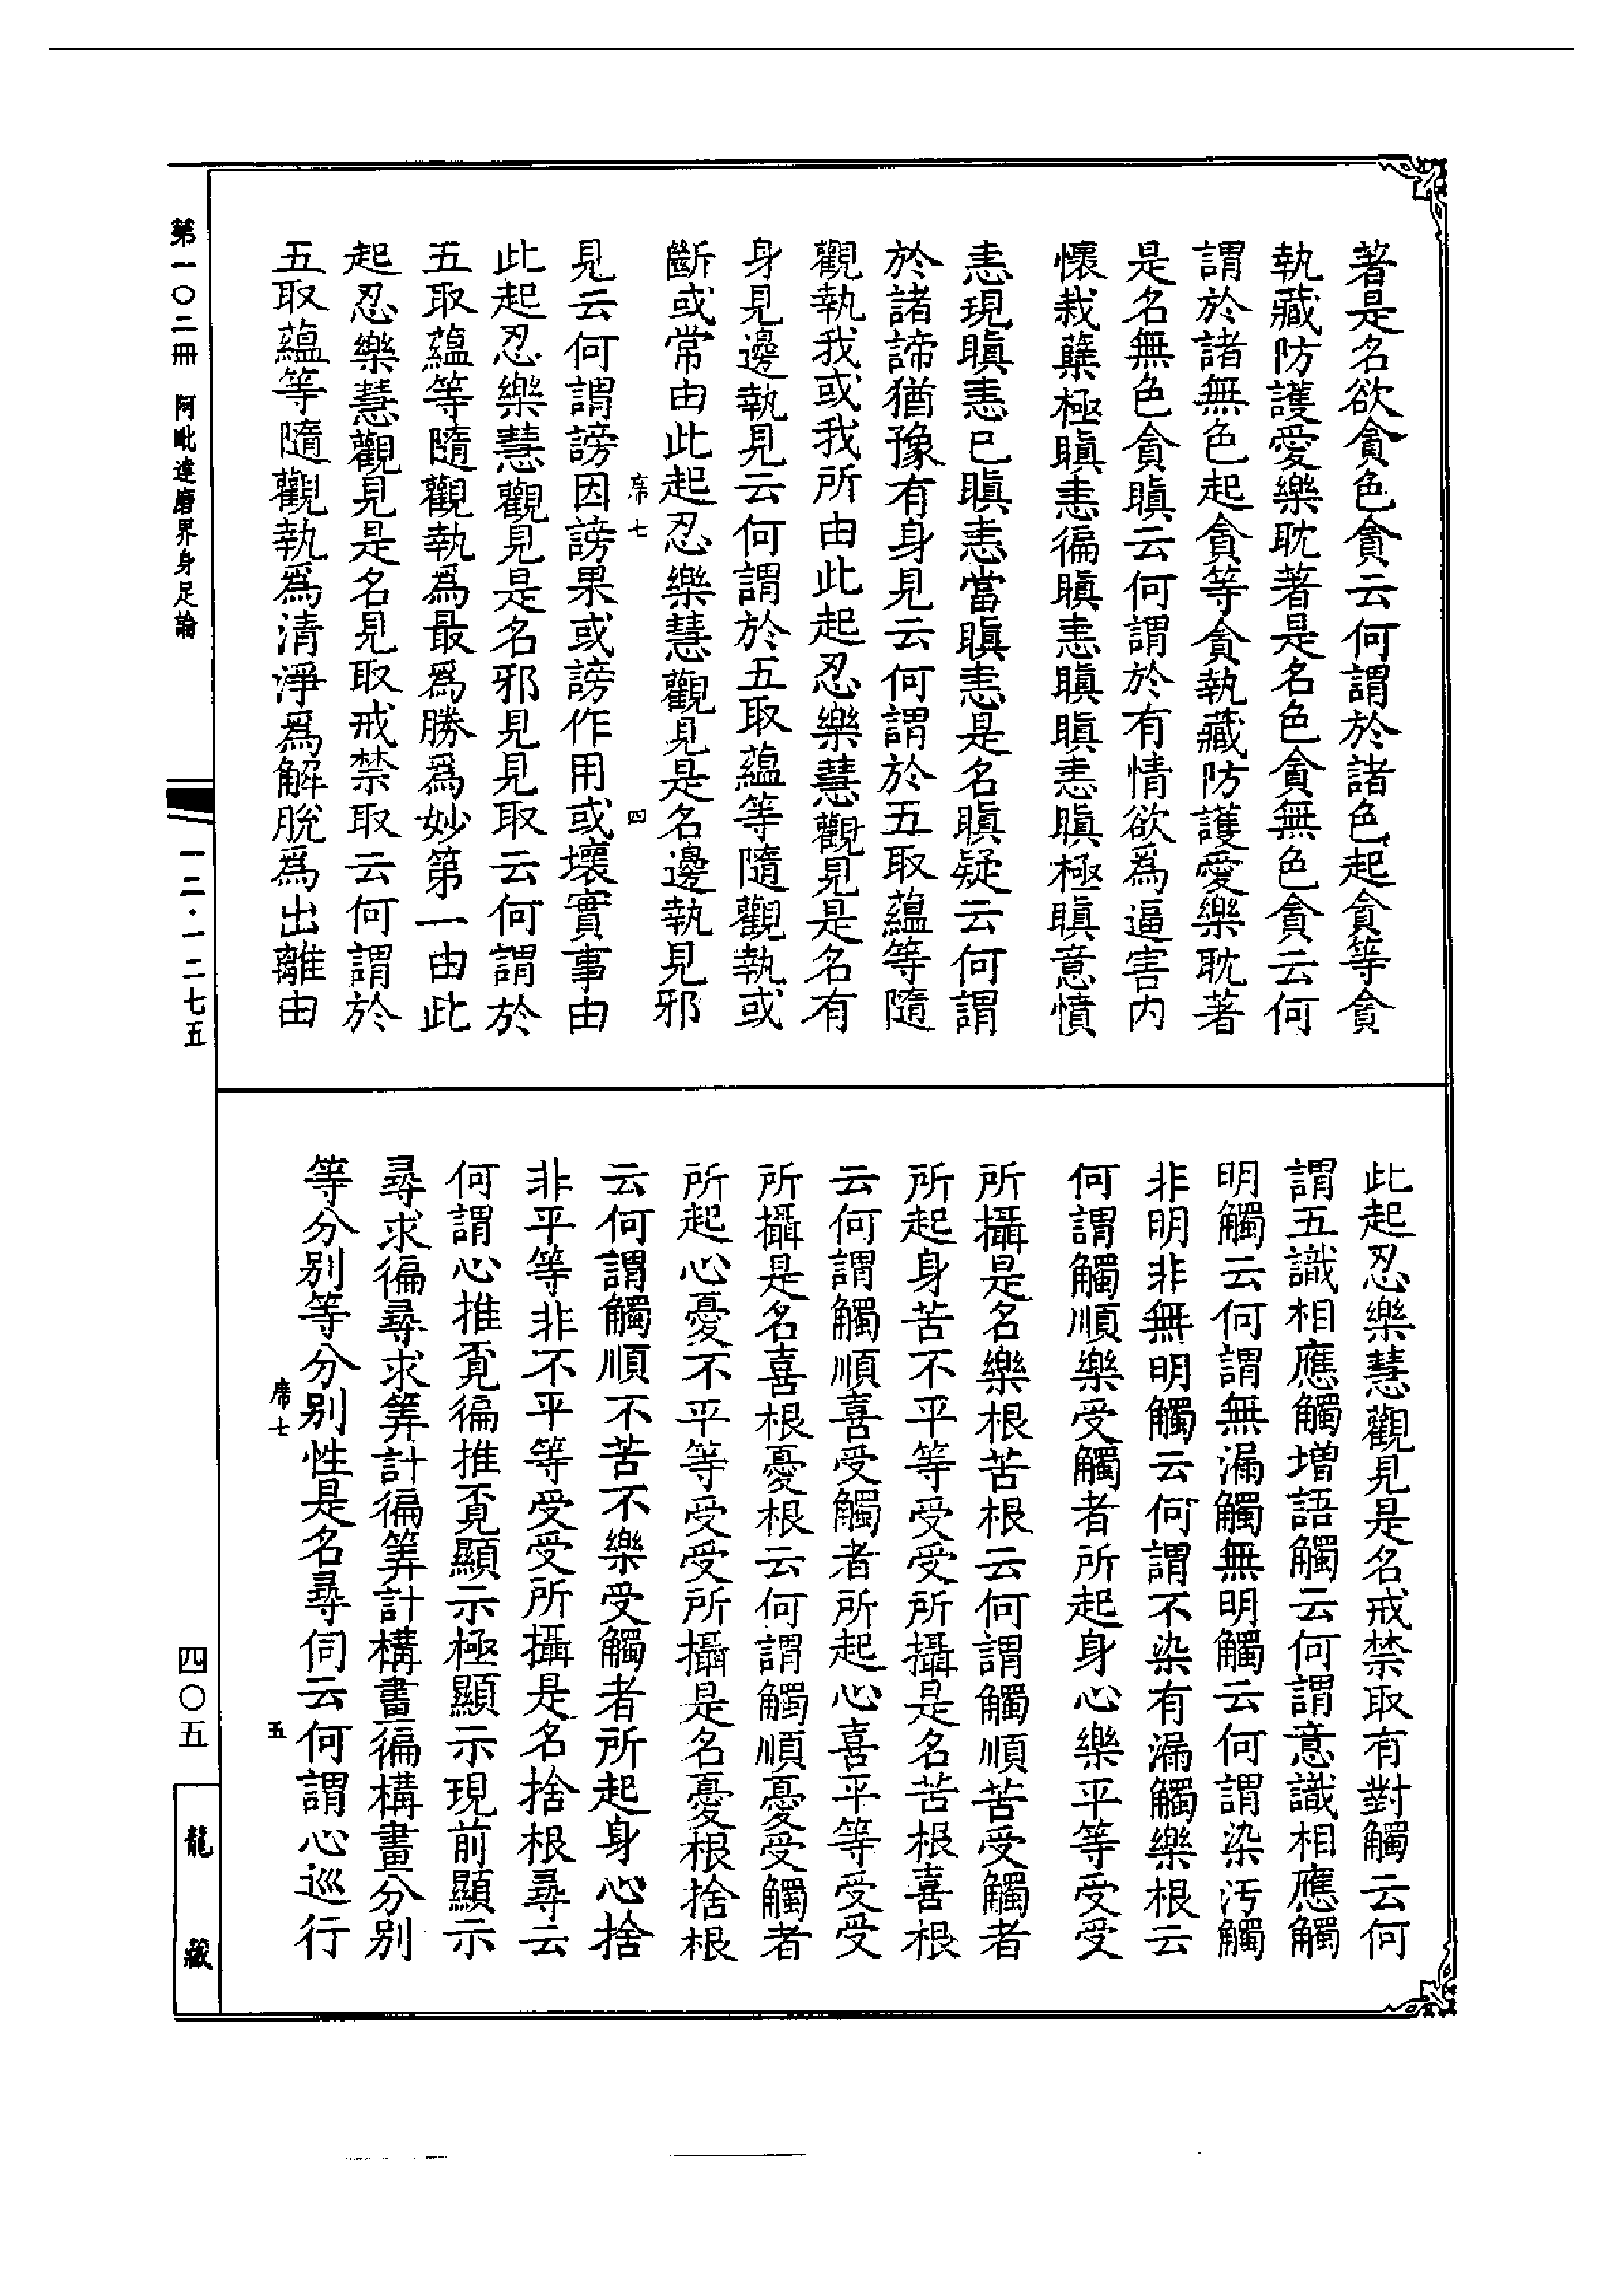 著是名欲貪色貪云何謂於諸色起貪等貪
執藏防護愛樂耽著是名色貪無色貪云何
謂於諸無色起貪等貪執藏防護愛樂耽著
是名無色貪瞋云何謂於有情欲爲逼害内
懷栽蘖極瞋恚徧瞋恚瞋瞋恚瞋極瞋意憤
恚現瞋恚已瞋恚當瞋恚是名瞋疑云何謂
於諸諦猶豫有身見云何謂於五取蘊等隨
觀執我或我所由此起忍樂慧觀見是名有
身見邊執見云何謂於五取蘊等隨觀執或
斷或常由此起忍樂慧觀見是名邊執見邪
席七
四
見云何謂謗因謗果或謗作用或壞實事由
此起忍樂慧觀見是名邪見見取云何謂於
五取蘊等隨觀執爲最爲勝爲妙第一由此
起忍樂慧觀見是名見取戒禁取云何謂於
五取蘊等隨觀執爲清淨爲解脫爲出離由
此起忍樂慧觀見是名戒禁取有對觸云何
謂五識相應觸增語觸云何謂意識相應觸
明觸云何謂無漏觸無明觸云何謂染汚觸
非明非無明觸云何謂不染有漏觸樂根云
何謂觸順樂受觸者所起身心樂平等受受
所攝是名樂根苦根云何謂觸順苦受觸者
所起身苦不平等受受所攝是名苦根喜根
云何謂觸順喜受觸者所起心喜平等受受
所攝是名喜根憂根云何謂觸順憂受觸者
所起心憂不平等受受所攝是名憂根捨根
云何謂觸順不苦不樂受觸者所起身心捨
非平等非不平等受受所攝是名捨根尋云
何謂心推覓徧推覓顯示極顯示現前顯示
尋求徧尋求筭計徧筭計構畫徧構畫分別
等分別等分別性是名尋伺云何謂心巡行
席七
五
第一〇二冊 阿毗達磨界身足論
一二·一二七五
四〇五
龍藏